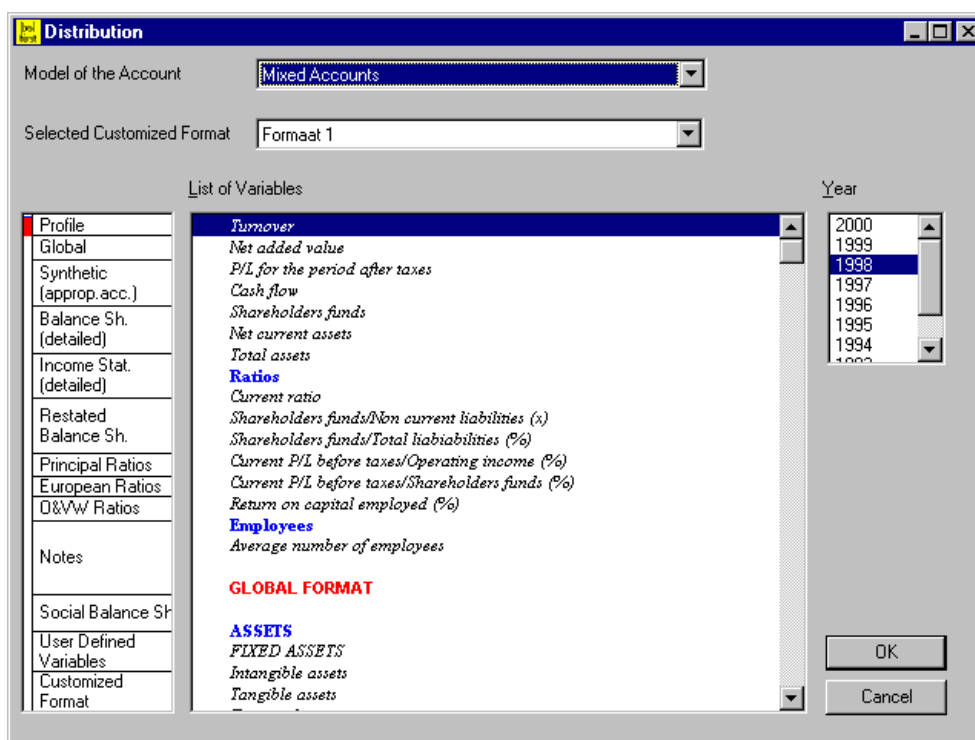 bel
first
Distribution
Model of the Account
Mixed Accounts
Selected Customized Format
Formaat 1
List of Variables
Year
Profile
Global
Synthetic
(approp.acc.)
Balance Sh.
(detailed)
Income Stat.
(detailed)
Restated
Balance Sh.
Principal Ratios
European Ratios
O&VW Ratios
Notes
Social Balance Sh
User Defined
Variables
Customized
Format
Turnover
Net added value
P/L for the period after taxes
Cash flow
Shareholders funds
Net current assets
Total assets
Ratios
Current ratio
Shareholders funds/Non current liabilities (x)
Shareholders funds/Total liabiabilities (%)
Current P/L before taxes/Operating income (%)
Current P/L before taxes/Shareholders funds (%)
Return on capital employed (%)
Employees
Average number of employees
GLOBAL FORMAT
ASSETS
FIXED ASSETS
Intangible assets
Tangible assets
2000
1999
1998
1997
1996
1995
1994
OK
Cancel